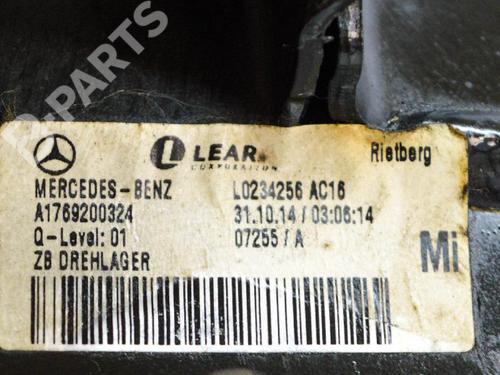 B-PARTS
LEAR
CORPORATION
Rietberg
MERCEDES-BENZ
L0234256 AC16
A1769200324
31.10.14 / 03:06:14
Q-Level: 01
07255 / A
ZB DREHLAGER
Mi